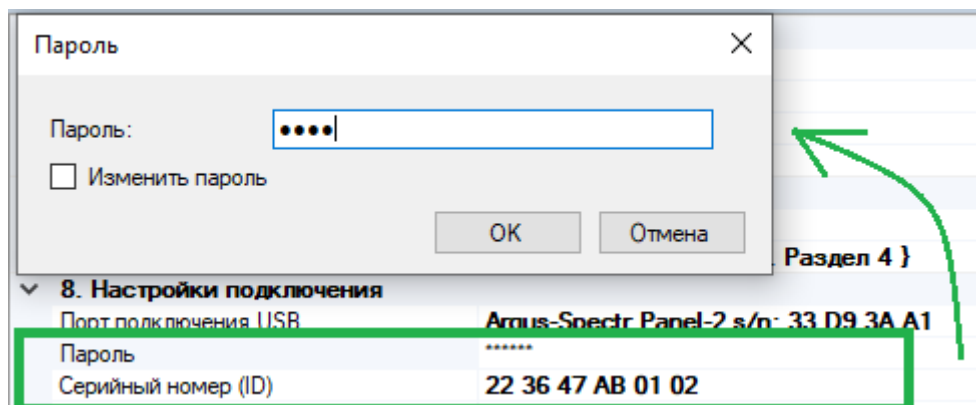 Пароль
Пароль: ••••
Изменить пароль
OK Отмена
. Раздел 4 }
8. Настройки подключения
Порт подключения USB Argus-Spectr Panel-2 s/n: 33 D9 3A A1
Пароль ******
Серийный номер (ID) 22 36 47 AB 01 02